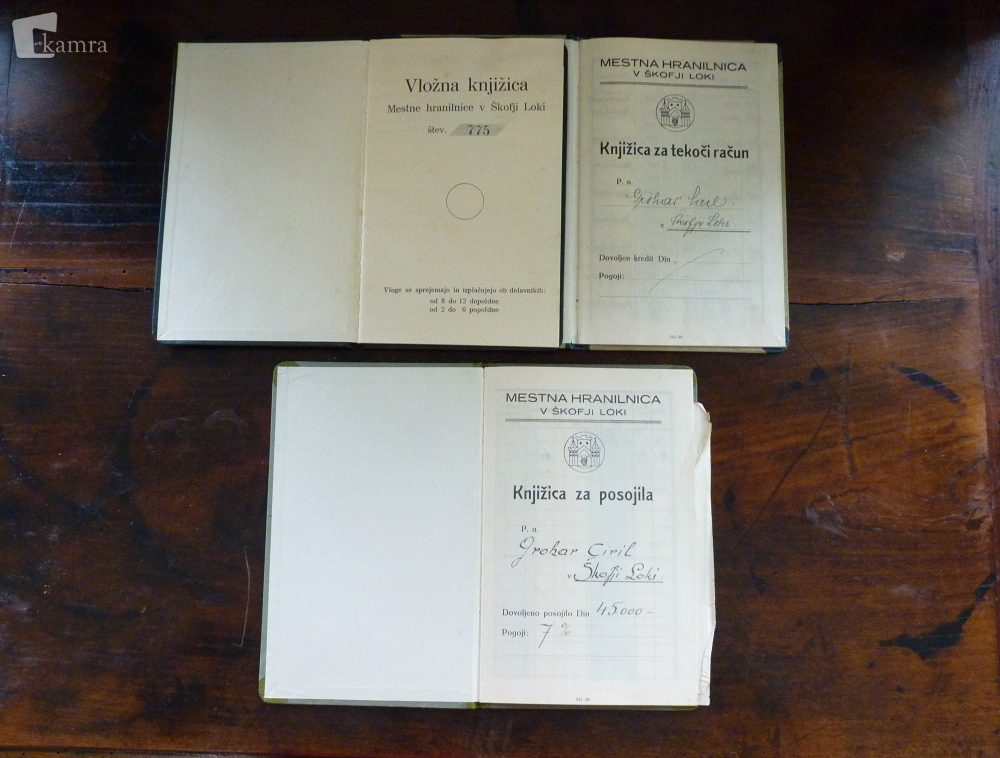 kamra
Vložna knjižica
Mestne hranilnice v Škofji Loki
štev. 775
Vloge se sprejemajo in izplačujejo ob delavnikih:
od 8 do 12 dopoldne
od 2 do 6 popoldne
MESTNA HRANILNICA
V ŠKOFJI LOKI
Knjižica za tekoči račun
P. n.
Grohar Ciril
v Škofji Loki
Dovoljen kredit Din
Pogoji:
MESTNA HRANILNICA
V ŠKOFJI LOKI
Knjižica za posojila
P. n.
Grohar Ciril
v Škofji Loki
Dovoljeno posojilo Din 45.000-
Pogoji: 7 %